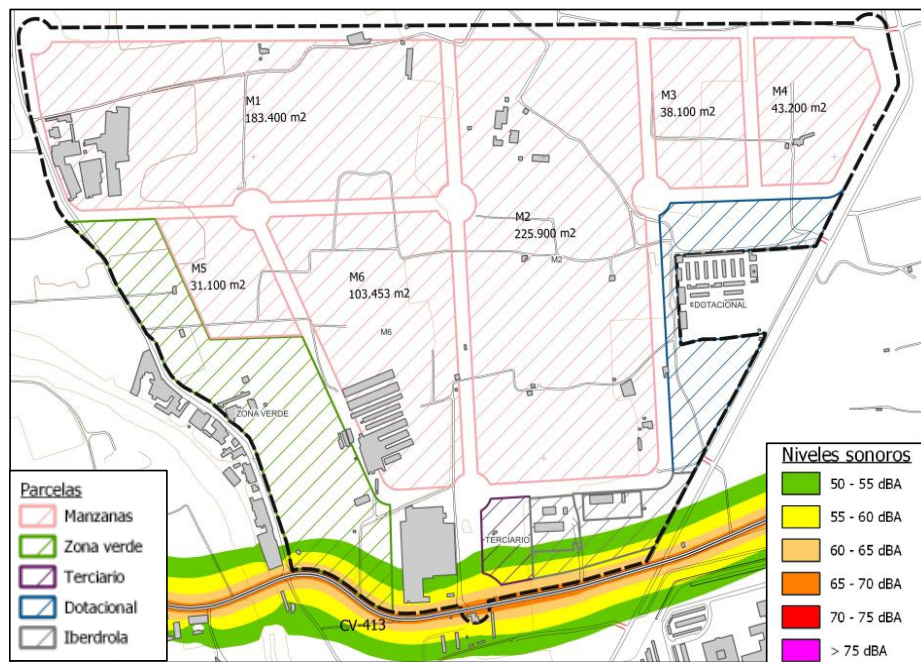 M1
183.400 m2
M3
38.100 m2
M4
43.200 m2
M2
225.900 m2
M2
M5
31.100 m2
M6
103.453 m2
M6
EDOTACIONAL
ZONA VERDE
TERCIARIO
CV-413
Parcelas
Manzanas
Zona verde
Terciario
Dotacional
Iberdrola
Niveles sonoros
50 - 55 dBA
55 - 60 dBA
60 - 65 dBA
65 - 70 dBA
70 - 75 dBA
> 75 dBA